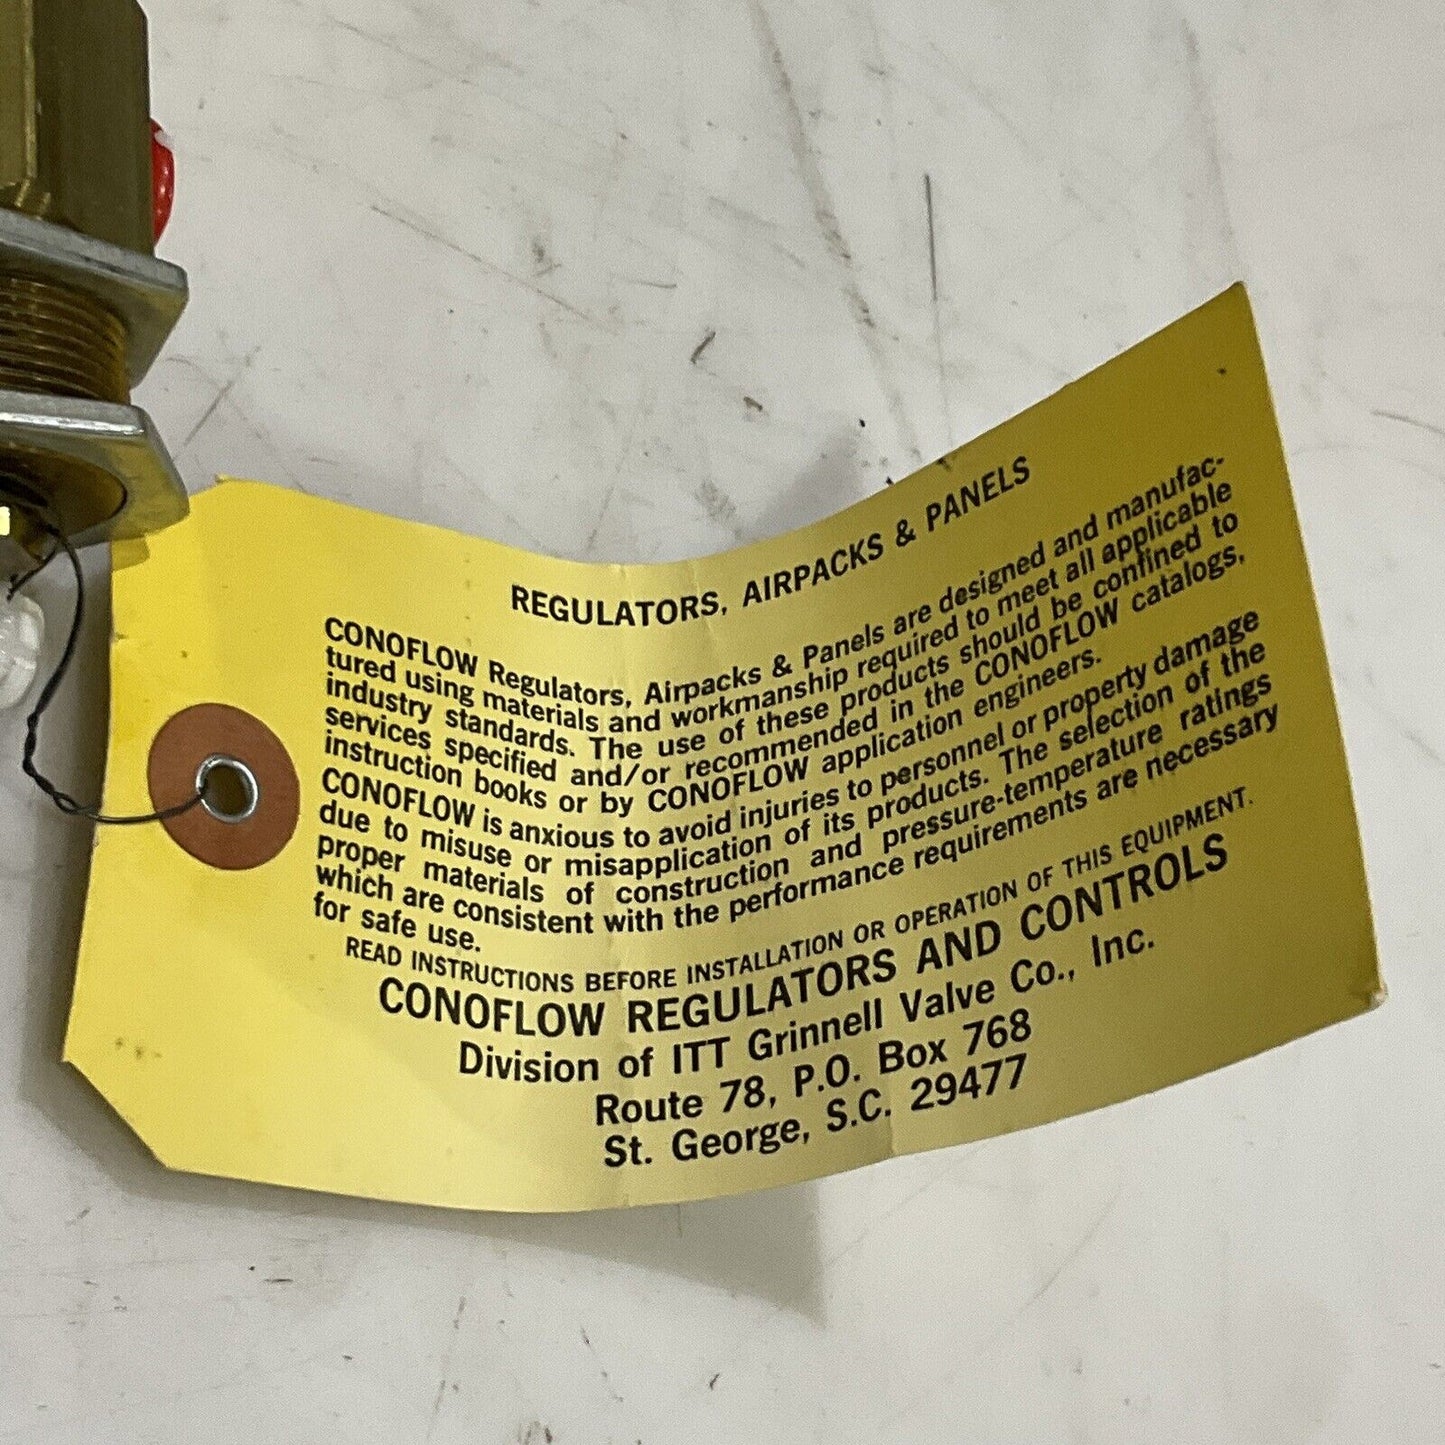 REGULATORS, AIRPACKS & PANELS
CONOFLOW Regulators, Airpacks & Panels are designed and manufac-
tured using materials and workmanship required to meet all applicable
industry standards. The use of these products should be confined to
services specified and/or recommended in the CONOFLOW catalogs,
instruction books or by CONOFLOW application engineers.
CONOFLOW is anxious to avoid injuries to personnel or property damage
due to misuse or misapplication of its products. The selection of the
proper materials of construction and pressure-temperature ratings
which are consistent with the performance requirements are necessary
for safe use.
READ INSTRUCTIONS BEFORE INSTALLATION OR OPERATION OF THIS EQUIPMENT.
CONOFLOW REGULATORS AND CONTROLS
Division of ITT Grinnell Valve Co., Inc.
Route 78, P.O. Box 768
St. George, S.C. 29477